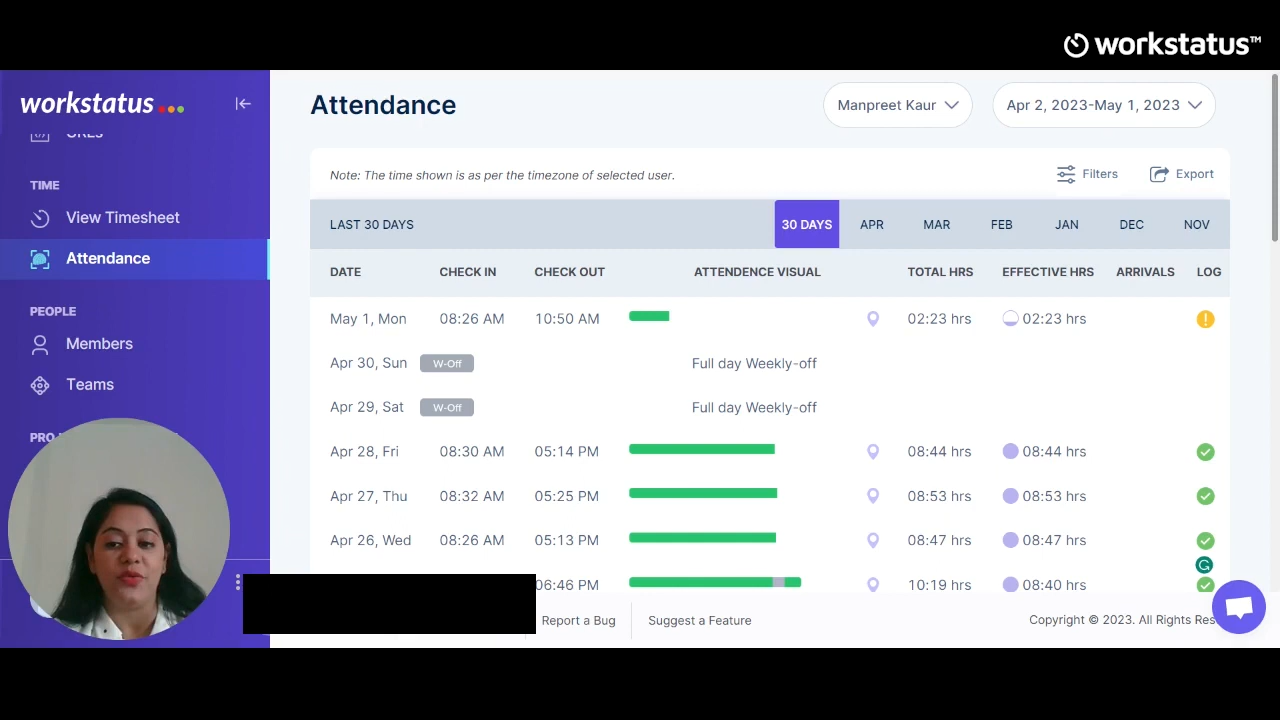 workstatus™
workstatus
Attendance
Manpreet Kaur
Apr 2, 2023-May 1, 2023
TIME
View Timesheet
Attendance
PEOPLE
Members
Teams
Note: The time shown is as per the timezone of selected user.
Filters
Export
LAST 30 DAYS
30 DAYS APR MAR FEB JAN DEC NOV
DATE CHECK IN CHECK OUT ATTENDENCE VISUAL TOTAL HRS EFFECTIVE HRS ARRIVALS LOG
May 1, Mon 08:26 AM 10:50 AM 02:23 hrs 02:23 hrs
Apr 30, Sun W-Off Full day Weekly-off
Apr 29, Sat W-Off Full day Weekly-off
Apr 28, Fri 08:30 AM 05:14 PM 08:44 hrs 08:44 hrs
Apr 27, Thu 08:32 AM 05:25 PM 08:53 hrs 08:53 hrs
Apr 26, Wed 08:26 AM 05:13 PM 08:47 hrs 08:47 hrs
06:46 PM 10:19 hrs 08:40 hrs
Report a Bug
Suggest a Feature
Copyright © 2023. All Rights Res